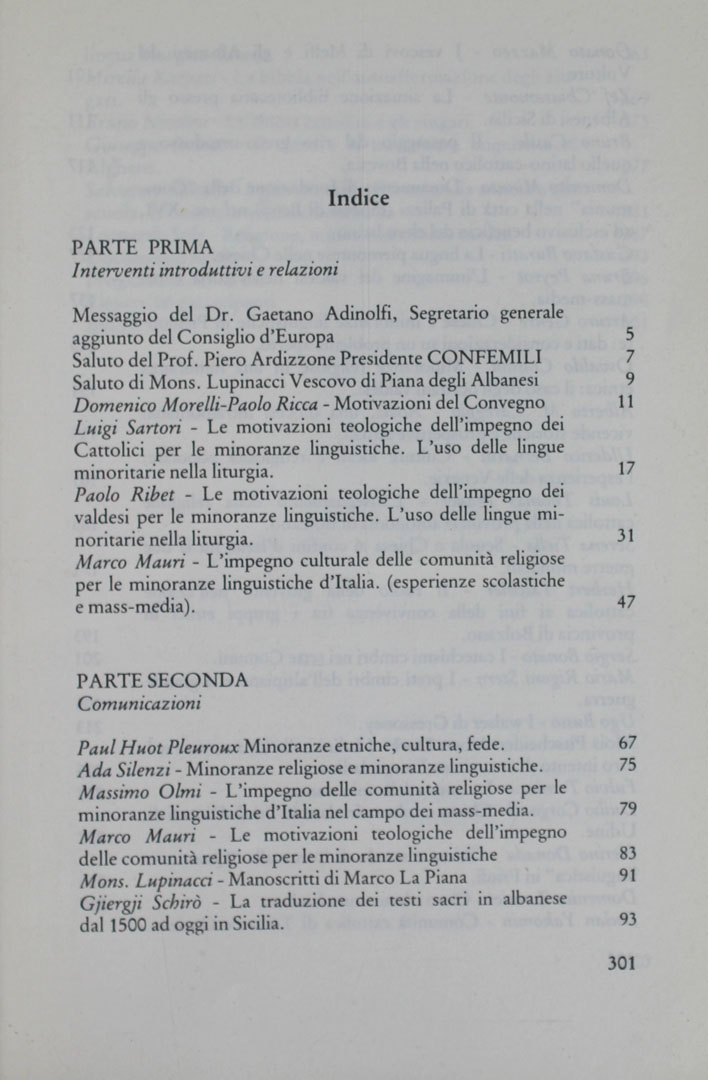 Indice
PARTE PRIMA
Interventi introduttivi e relazioni
Messaggio del Dr. Gaetano Adinolfi, Segretario generale
aggiunto del Consiglio d'Europa 5
Saluto del Prof. Piero Ardizzone Presidente CONFEMILI 7
Saluto di Mons. Lupinacci Vescovo di Piana degli Albanesi 9
Domenico Morelli-Paolo Ricca - Motivazioni del Convegno 11
Luigi Sartori - Le motivazioni teologiche dell'impegno dei
Cattolici per le minoranze linguistiche. L'uso delle lingue
minoritarie nella liturgia. 17
Paolo Ribet - Le motivazioni teologiche dell'impegno dei
valdesi per le minoranze linguistiche. L'uso delle lingue mi-
noritarie nella liturgia. 31
Marco Mauri - L'impegno culturale delle comunità religiose
per le minoranze linguistiche d'Italia. (esperienze scolastiche
e mass-media). 47
PARTE SECONDA
Comunicazioni
Paul Huot Pleuroux Minoranze etniche, cultura, fede. 67
Ada Silenzi - Minoranze religiose e minoranze linguistiche. 75
Massimo Olmi - L'impegno delle comunità religiose per le
minoranze linguistiche d'Italia nel campo dei mass-media. 79
Marco Mauri - Le motivazioni teologiche dell'impegno
delle comunità religiose per le minoranze linguistiche 83
Mons. Lupinacci - Manoscritti di Marco La Piana 91
Gjiergji Schirò - La traduzione dei testi sacri in albanese
dal 1500 ad oggi in Sicilia. 93
301